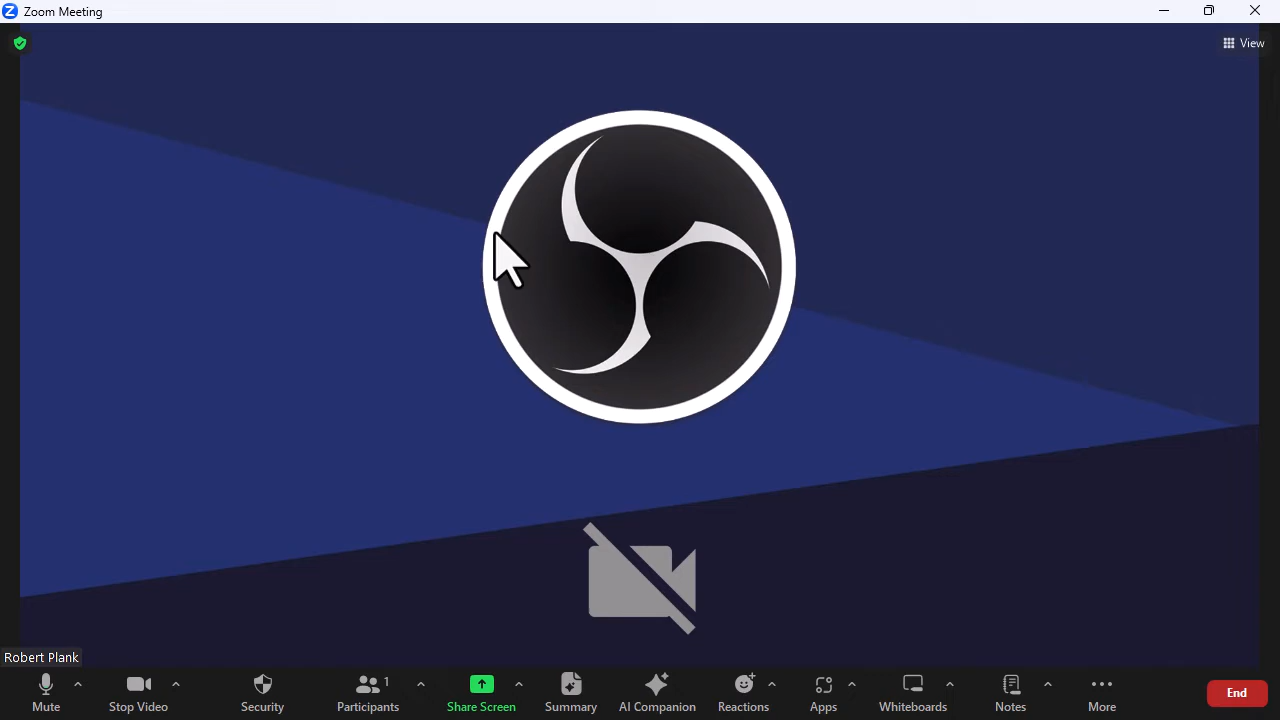 Zoom Meeting
View
Robert Plank
Mute
Stop Video
Security
1
Participants
Share Screen
Summary
AI Companion
Reactions
Apps
Whiteboards
Notes
More
End